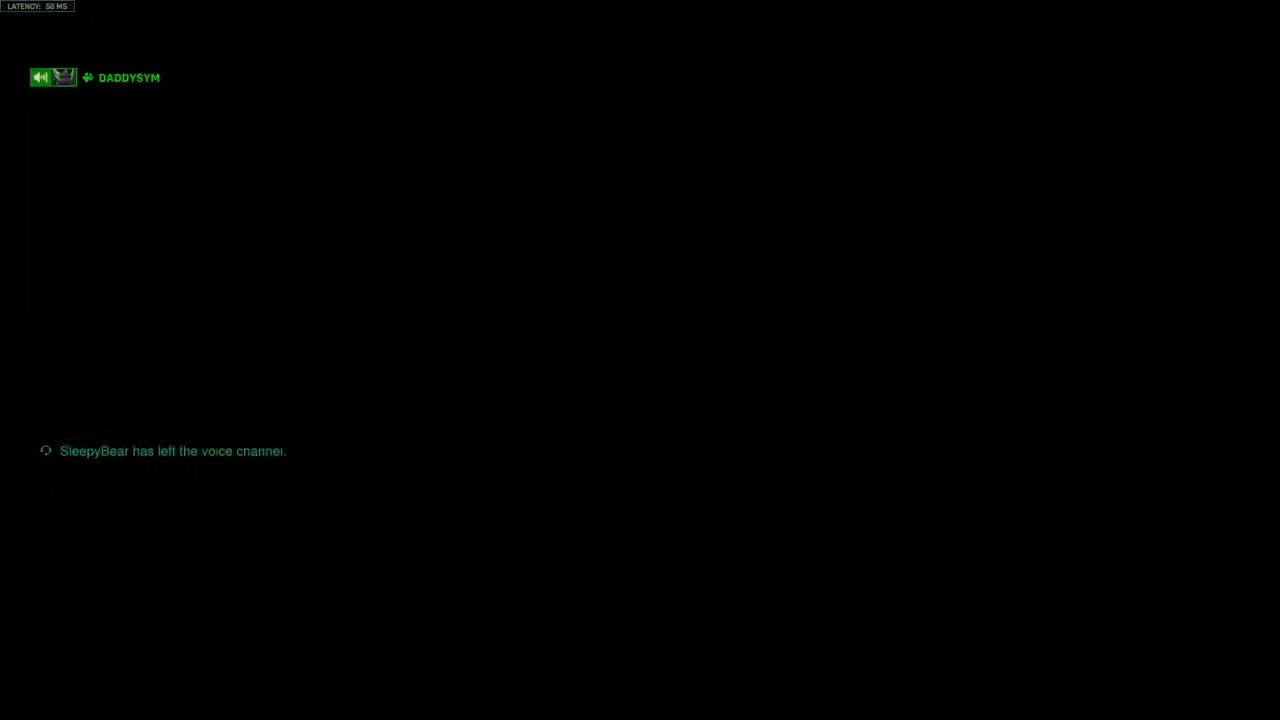 LATENCY: 58 MS
DADDYSYM
SleepyBear has left the voice channel.